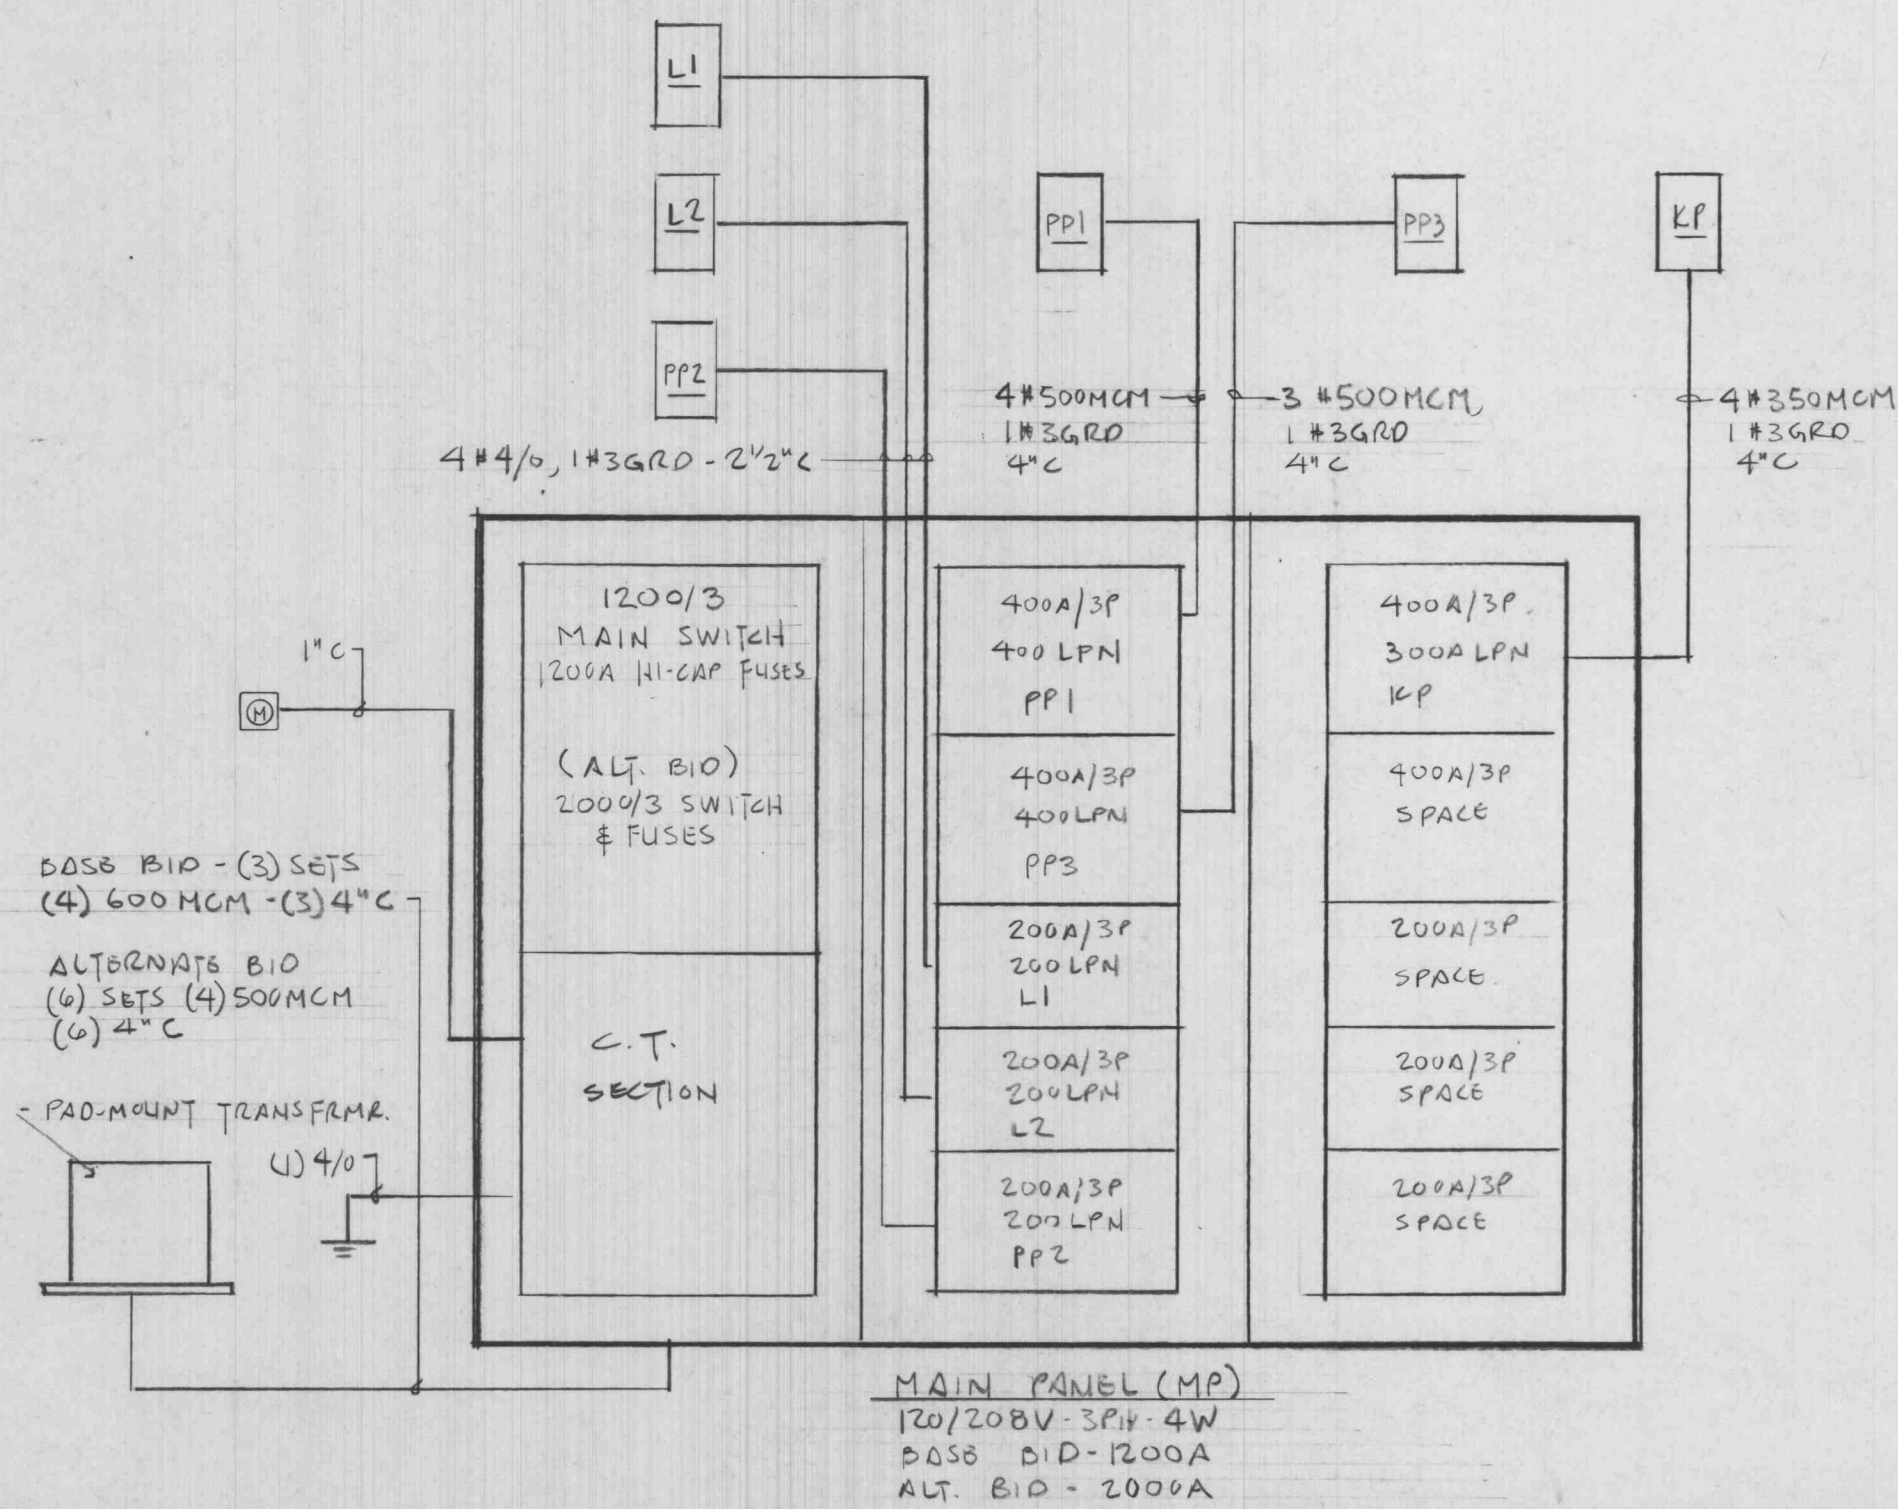 L1
L2
PP2
PP1
PP3
KP
4#4/0, 1#3GRD - 2 1/2"C
4#500MCM
1#3GRD
4"C
3 #500MCM
1 #3GRD
4"C
4#350MCM
1 #3GRD
4"C
1"C
M
BASE BID - (3) SETS
(4) 600 MCM - (3) 4"C
ALTERNATE BID
(6) SETS (4) 500MCM
(6) 4"C
- PAD-MOUNT TRANSFRMR.
(1) 4/0
1200/3
MAIN SWITCH
1200A HI-CAP FUSES
(ALT. BID)
2000/3 SWITCH
& FUSES
C.T.
SECTION
400A/3P
400 LPN
PP1
400A/3P
400LPN
PP3
200A/3P
200LPN
L1
200A/3P
200LPN
L2
200A/3P
200LPN
PP2
400A/3P.
300A LPN
KP
400A/3P
SPACE
200A/3P
SPACE.
200A/3P
SPACE
200A/3P
SPACE
MAIN PANEL (MP)
120/208V - 3PH - 4W
BASE BID - 1200A
ALT. BID - 2000A